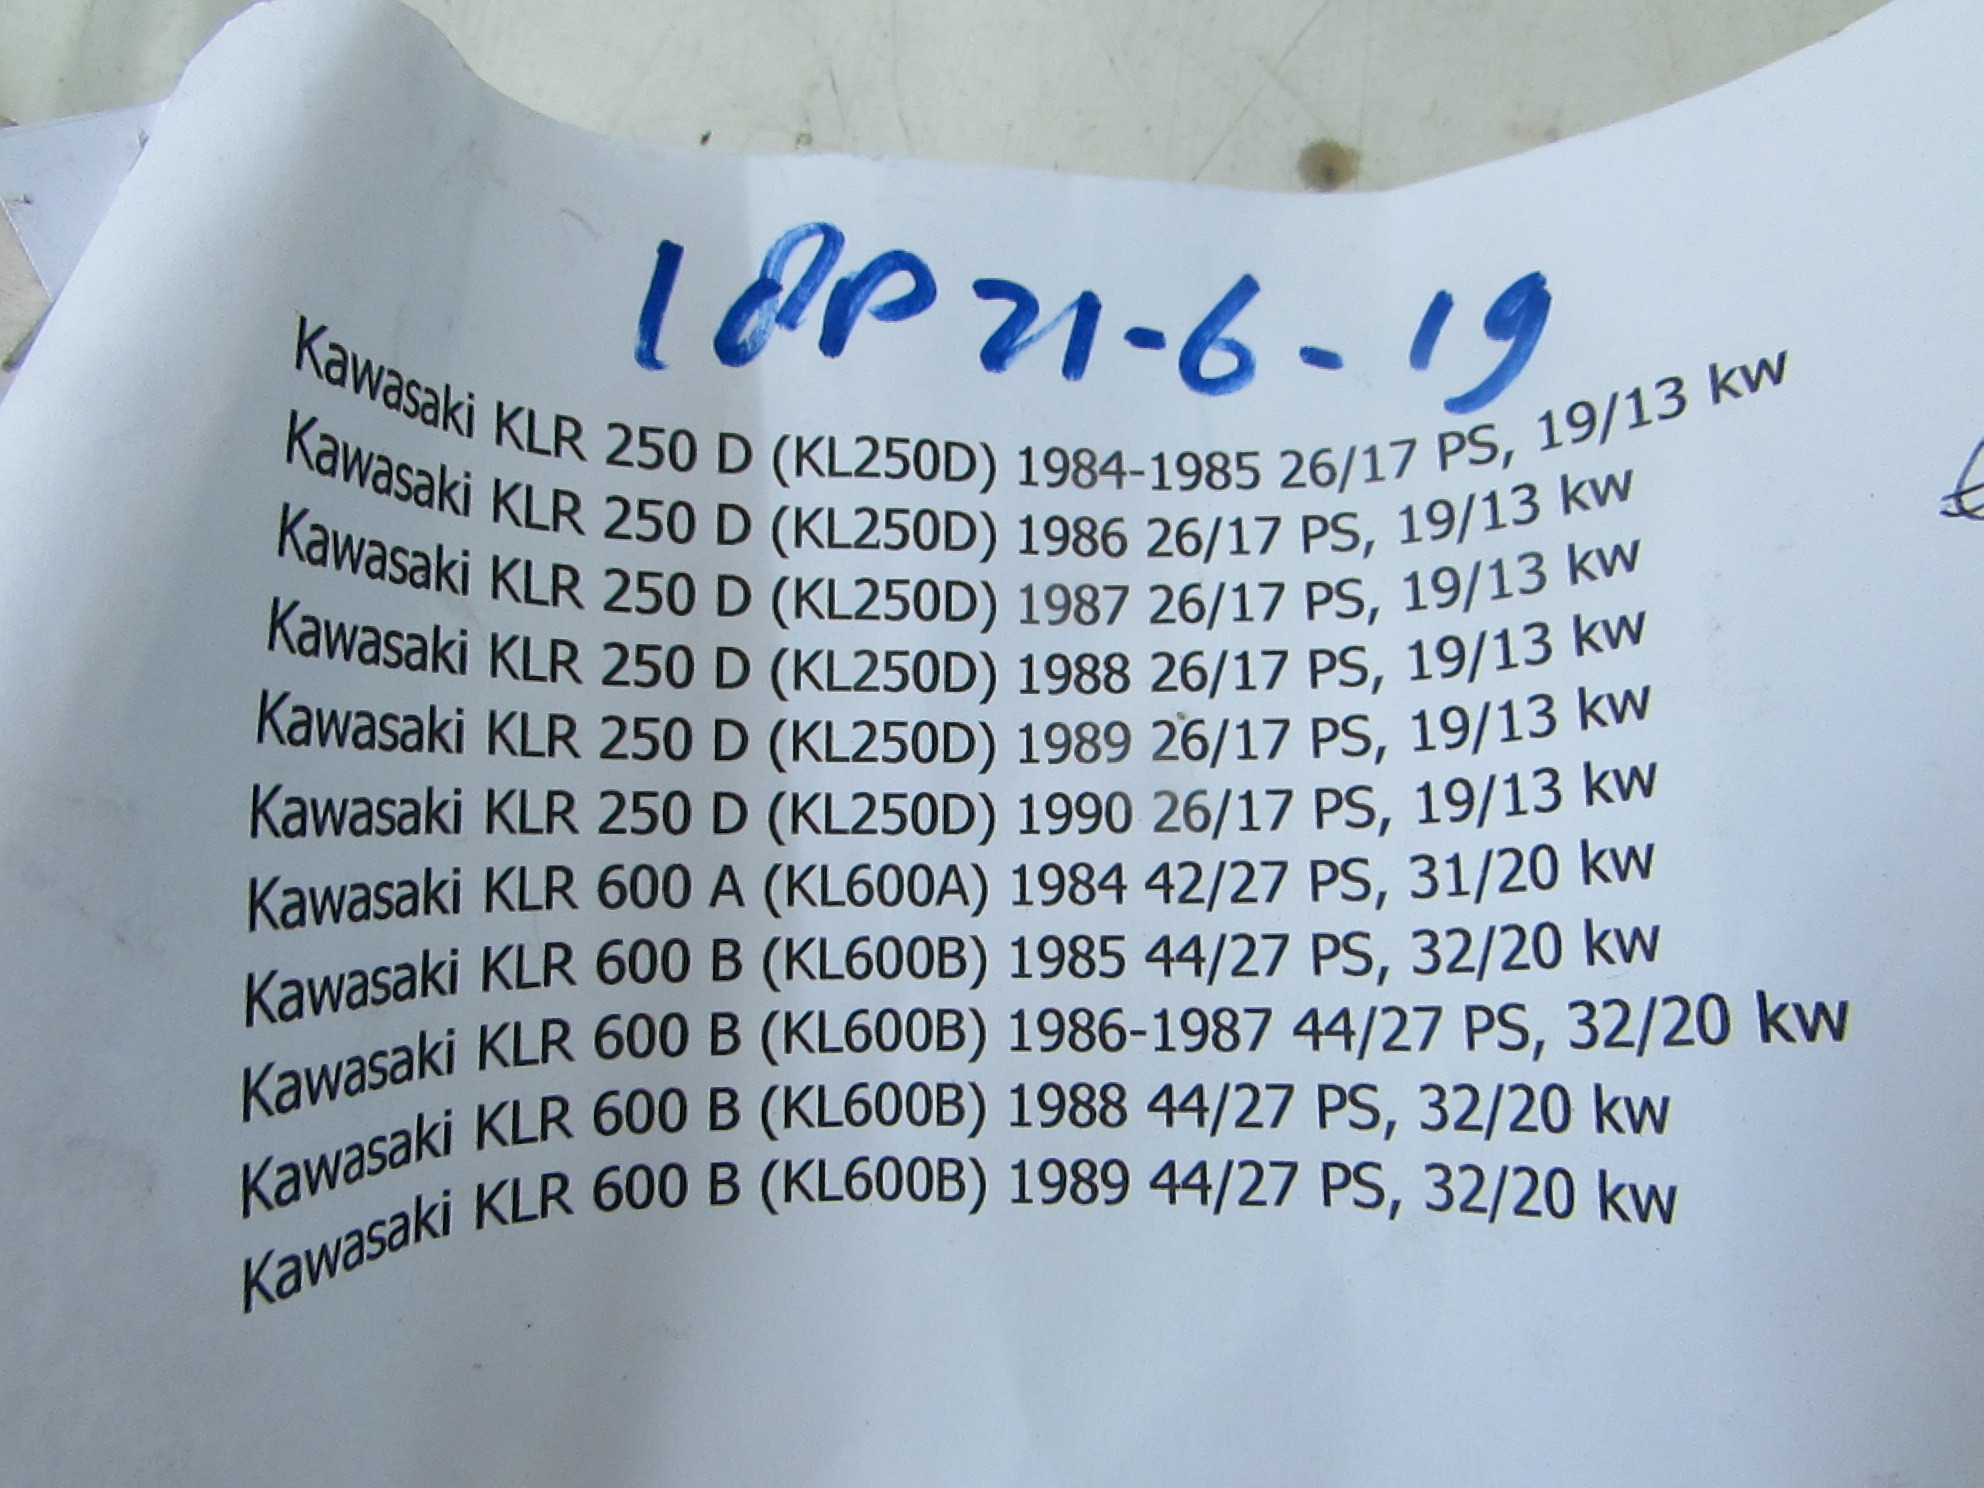 1 OP 21-6-19
Kawasaki KLR 250 D (KL250D) 1984-1985 26/17 PS, 19/13 kw
Kawasaki KLR 250 D (KL250D) 1986 26/17 PS, 19/13 kw
Kawasaki KLR 250 D (KL250D) 1987 26/17 PS, 19/13 kw
Kawasaki KLR 250 D (KL250D) 1988 26/17 PS, 19/13 kw
Kawasaki KLR 250 D (KL250D) 1989 26/17 PS, 19/13 kw
Kawasaki KLR 250 D (KL250D) 1990 26/17 PS, 19/13 kw
Kawasaki KLR 600 A (KL600A) 1984 42/27 PS, 31/20 kw
Kawasaki KLR 600 B (KL600B) 1985 44/27 PS, 32/20 kw
Kawasaki KLR 600 B (KL600B) 1986-1987 44/27 PS, 32/20 kw
Kawasaki KLR 600 B (KL600B) 1988 44/27 PS, 32/20 kw
Kawasaki KLR 600 B (KL600B) 1989 44/27 PS, 32/20 kw